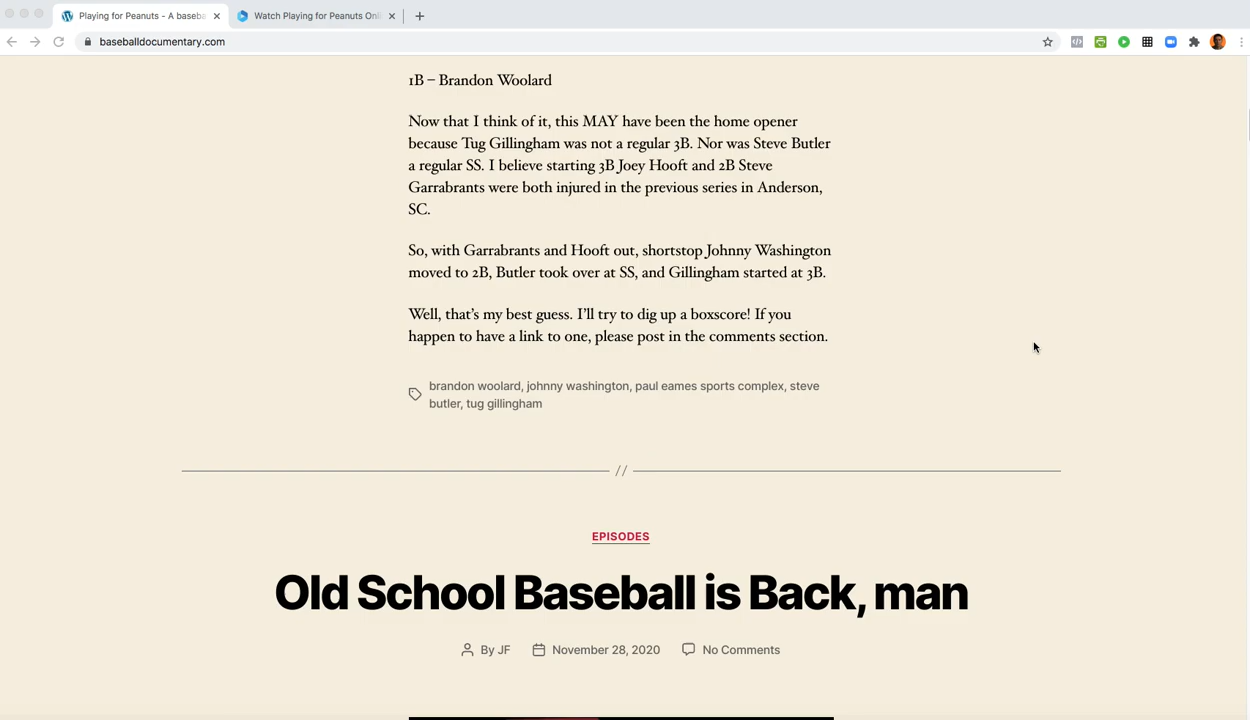 Playing for Peanuts - A baseba
Watch Playing for Peanuts Onli
baseballdocumentary.com
1B – Brandon Woolard
Now that I think of it, this MAY have been the home opener
because Tug Gillingham was not a regular 3B. Nor was Steve Butler
a regular SS. I believe starting 3B Joey Hooft and 2B Steve
Garrabrants were both injured in the previous series in Anderson,
SC.
So, with Garrabrants and Hooft out, shortstop Johnny Washington
moved to 2B, Butler took over at SS, and Gillingham started at 3B.
Well, that's my best guess. I'll try to dig up a boxscore! If you
happen to have a link to one, please post in the comments section.
brandon woolard, johnny washington, paul eames sports complex, steve
butler, tug gillingham
//
EPISODES
Old School Baseball is Back, man
By JF November 28, 2020 No Comments